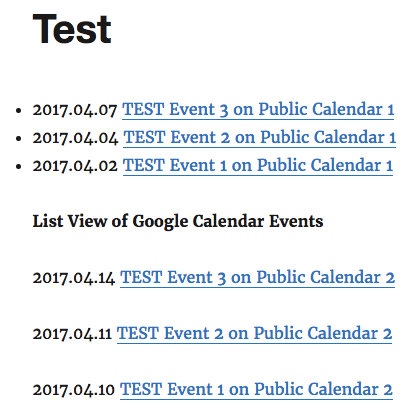 Test
2017.04.07 TEST Event 3 on Public Calendar 1
2017.04.04 TEST Event 2 on Public Calendar 1
2017.04.02 TEST Event 1 on Public Calendar 1
List View of Google Calendar Events
2017.04.14 TEST Event 3 on Public Calendar 2
2017.04.11 TEST Event 2 on Public Calendar 2
2017.04.10 TEST Event 1 on Public Calendar 2